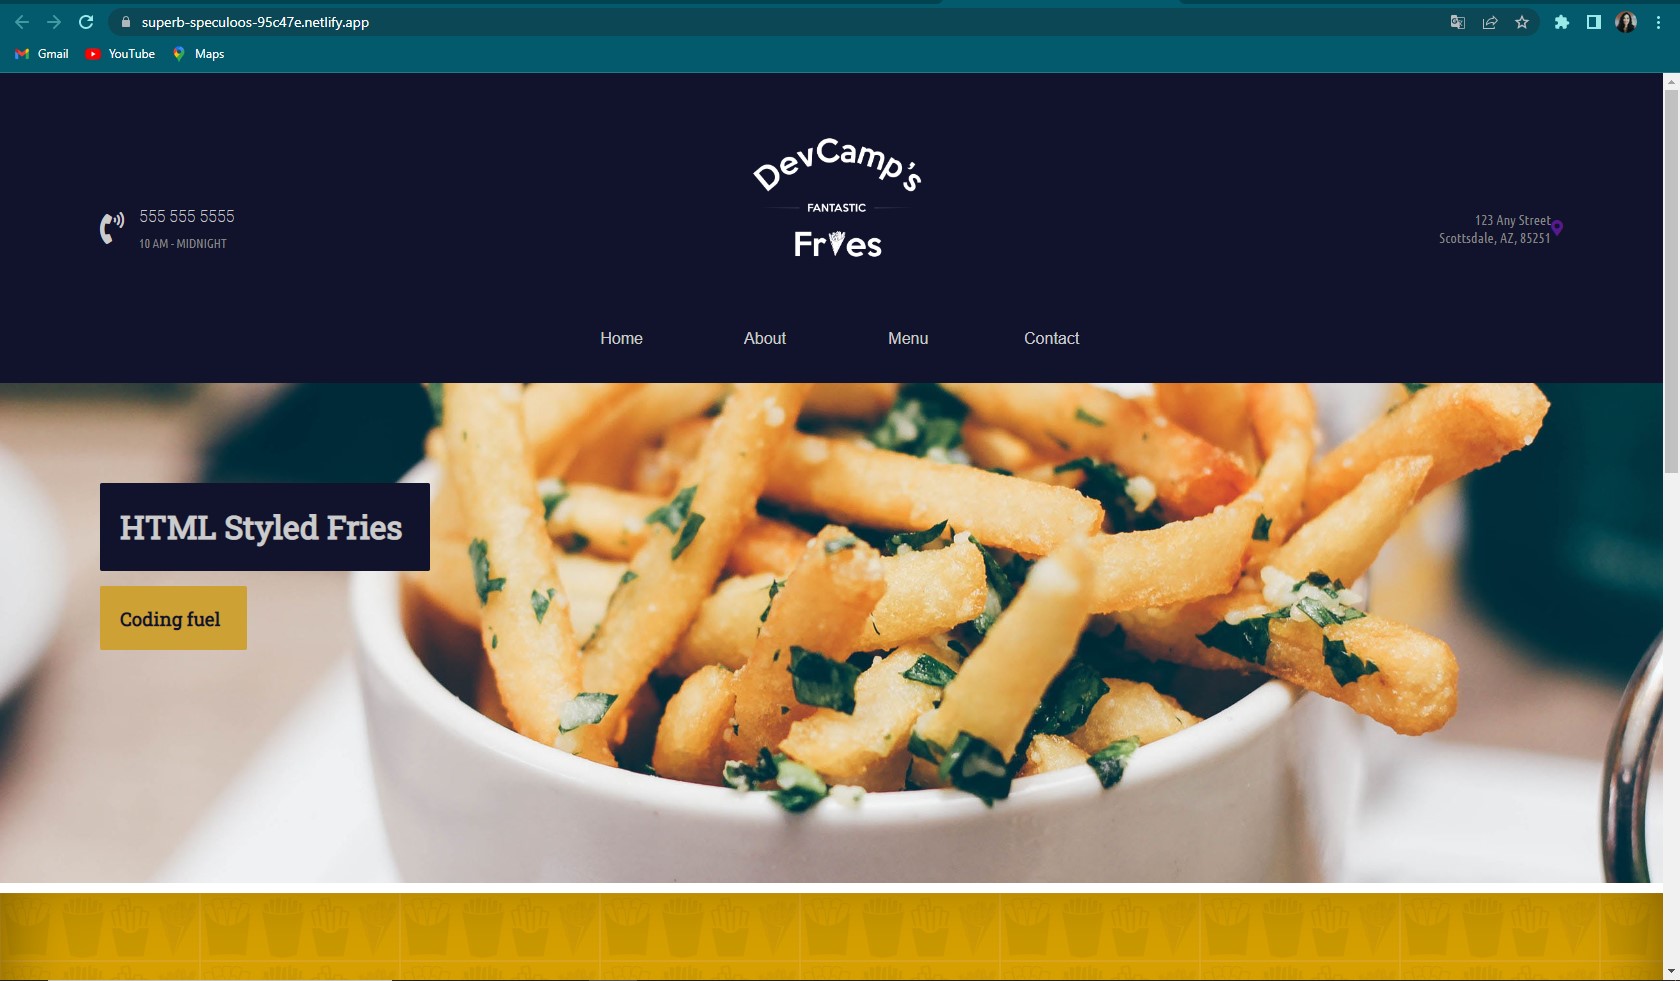 superb-speculoos-95c47e.netlify.app
Gmail YouTube Maps
DevCamp's
FANTASTIC
Fries
555 555 5555
10 AM - MIDNIGHT
123 Any Street
Scottsdale, AZ, 85251
Home About Menu Contact
HTML Styled Fries
Coding fuel